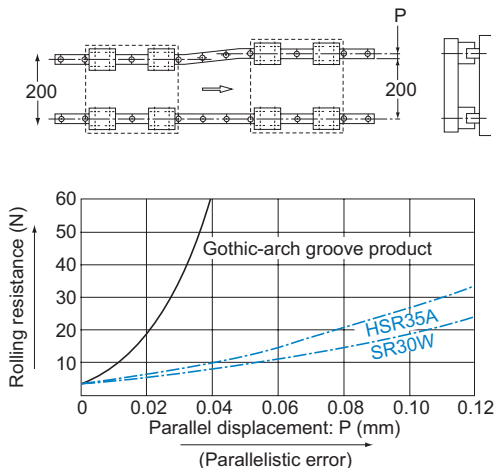 P
200
200
60
50
40
30
20
10
Rolling resistance (N)
Gothic-arch groove product
HSR35A
SR30W
0
0.02
0.04
0.06
0.08
0.10
0.12
Parallel displacement: P (mm)
(Parallelistic error)